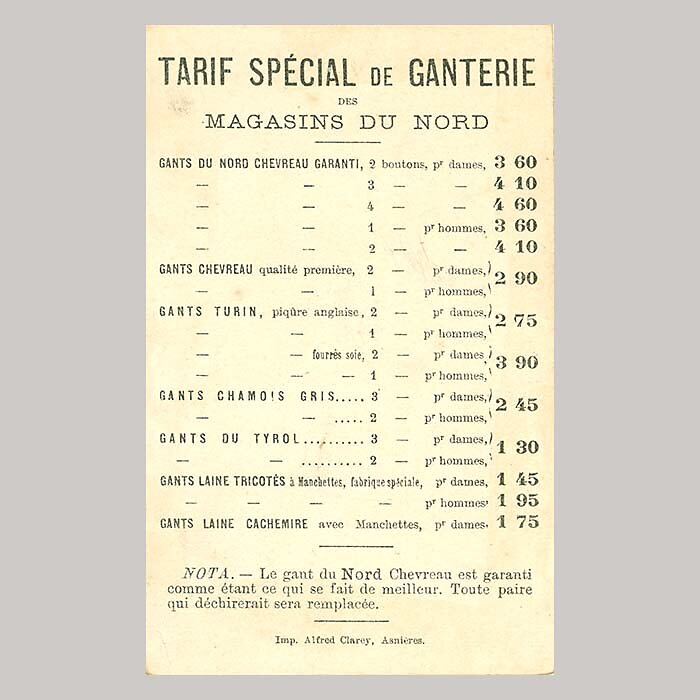 TARIF SPÉCIAL DE GANTERIE
DES
MAGASINS DU NORD
GANTS DU NORD CHEVREAU GARANTI, 2 boutons, pr dames, 3 60
— — 3 — — 4 10
— — 4 — — 4 60
— — 1 — pr hommes, 3 60
— — 2 — — 4 10
GANTS CHEVREAU qualité première, 2 — pr dames,
— — 1 — pr hommes, 2 90
GANTS TURIN, piqûre anglaise, 2 — pr dames,
— — 1 — pr hommes, 2 75
— — fourrés soie, 2 — pr dames,
— — — 1 — pr hommes, 3 90
GANTS CHAMOIS GRIS..... 3 — pr dames,
— — ..... 2 — pr hommes, 2 45
GANTS DU TYROL.......... 3 — pr dames,
— — .......... 2 — pr hommes, 1 30
GANTS LAINE TRICOTÉS à Manchettes, fabrique spéciale, pr dames, 1 45
— — — — pr hommes, 1 95
GANTS LAINE CACHEMIRE avec Manchettes, pr dames. 1 75
NOTA. — Le gant du Nord Chevreau est garanti
comme étant ce qui se fait de meilleur. Toute paire
qui déchirerait sera remplacée.
Imp. Alfred Clarey, Asnières.